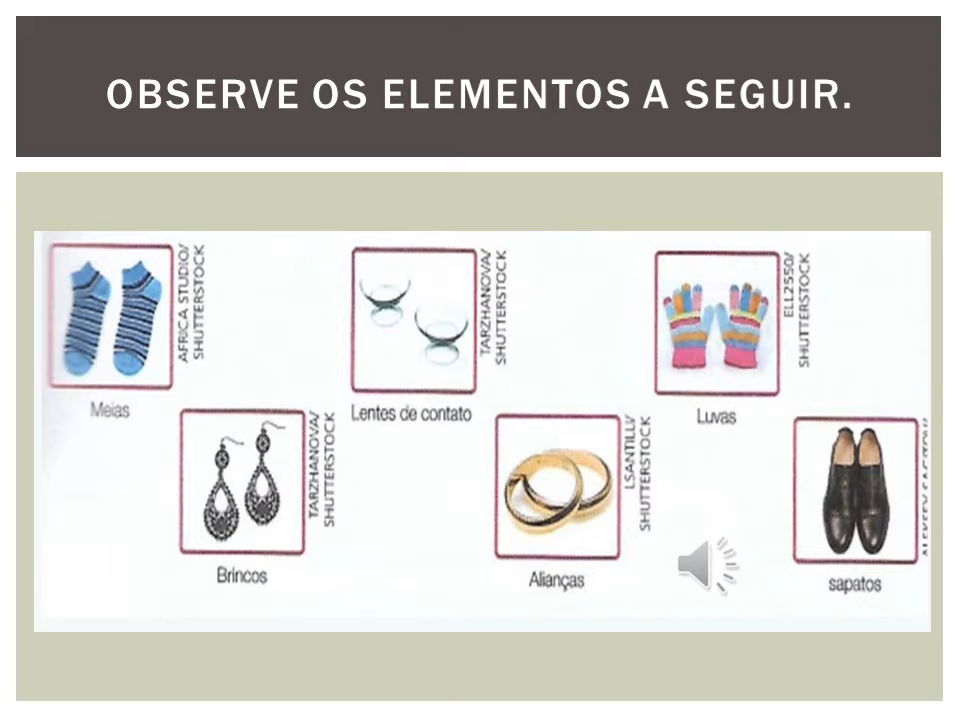 OBSERVE OS ELEMENTOS A SEGUIR.
AFRICA STUDIO/
SHUTTERSTOCK
Meias
TARZHANOVA/
SHUTTERSTOCK
Lentes de contato
ELL2550/
SHUTTERSTOCK
Luvas
TARZHANOVA/
SHUTTERSTOCK
Brincos
LSANTILLI/
SHUTTERSTOCK
Alianças
sapatos